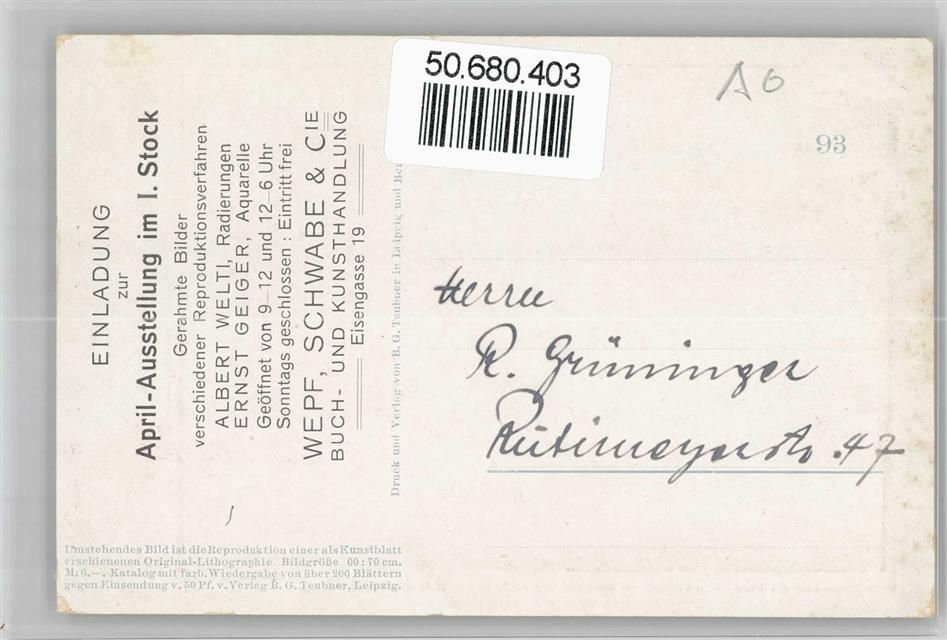 50.680.403
A6
93
EINLADUNG
zur
April-Ausstellung im I. Stock
Gerahmte Bilder
verschiedener Reproduktionsverfahren
ALBERT WELTI, Radierungen
ERNST GEIGER, Aquarelle
Geöffnet von 9–12 und 12–6 Uhr
Sonntags geschlossen : Eintritt frei
WEPF, SCHWABE & CIE
BUCH- UND KUNSTHANDLUNG
Eisengasse 19
Druck und Verlag von B. G. Teubner in Leipzig und Ber
Herrn
R. Grüninger
Rütimeyerstr. 47
Umstehendes Bild ist die Reproduktion einer als Kunstblatt
erschienenen Original-Lithographie. Bildgröße 00 : 70 cm.
M. 6.—. Katalog mit farb. Wiedergabe von über 200 Blättern
gegen Einsendung v. 50 Pf. v. Verlag B. G. Teubner, Leipzig.